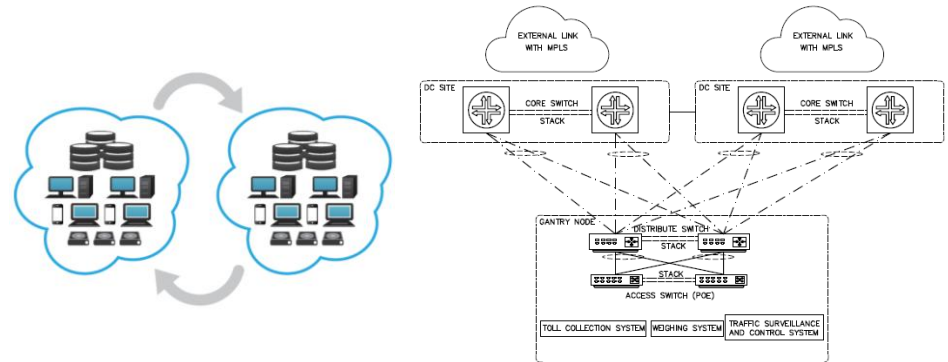 EXTERNAL LINK
WITH MPLS
EXTERNAL LINK
WITH MPLS
DC SITE
CORE SWITCH
STACK
DC SITE
CORE SWITCH
STACK
GANTRY NODE
DISTRIBUTE SWITCH
STACK
STACK
ACCESS SWITCH (POE)
TOLL COLLECTION SYSTEM
WEIGHING SYSTEM
TRAFFIC SURVEILLANCE
AND CONTROL SYSTEM